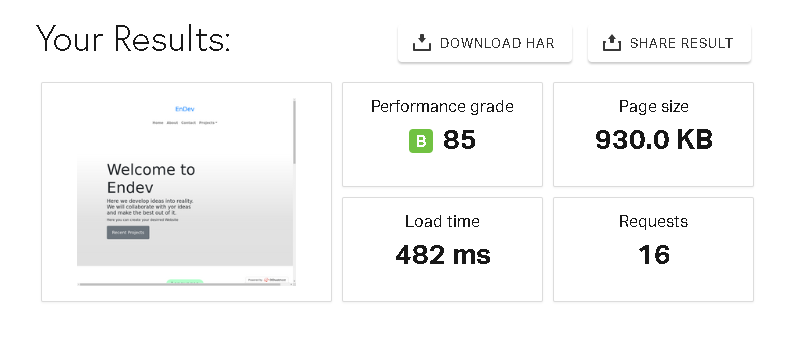 Your Results:
DOWNLOAD HAR
SHARE RESULT
EnDev
Home About Contact Projects
Welcome to
Endev
Here we develop ideas into reality.
We will collaborate with yor ideas
and make the best out of it.
Here you can create your desired Website
Recent Projects
Performance grade
B 85
Page size
930.0 KB
Load time
482 ms
Requests
16